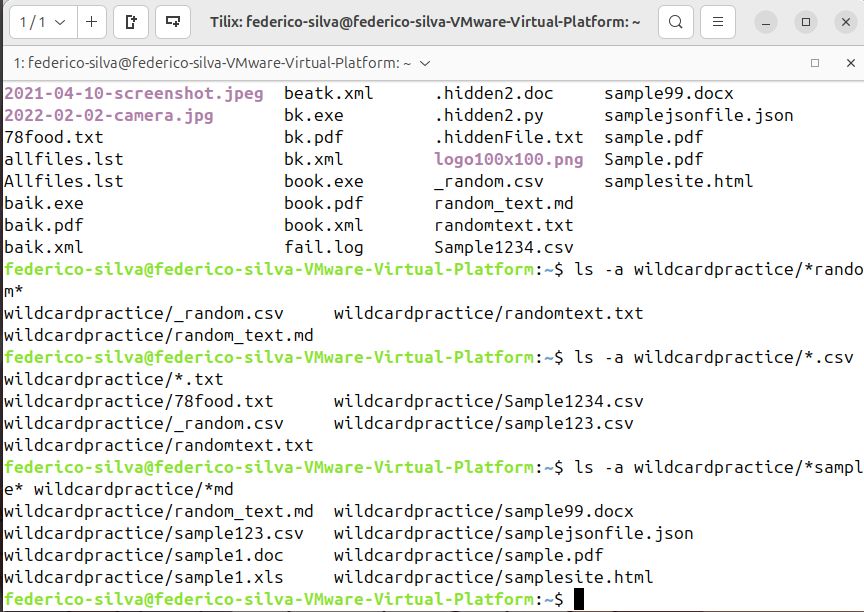 1 / 1
Tilix: federico-silva@federico-silva-VMware-Virtual-Platform: ~
1: federico-silva@federico-silva-VMware-Virtual-Platform: ~
2021-04-10-screenshot.jpeg  beatk.xml      .hidden2.doc     sample99.docx
2022-02-02-camera.jpg       bk.exe         .hidden2.py      samplejsonfile.json
78food.txt                  bk.pdf         .hiddenFile.txt  sample.pdf
allfiles.lst                bk.xml         logo100x100.png  Sample.pdf
Allfiles.lst                book.exe       _random.csv      samplesite.html
baik.exe                    book.pdf       random_text.md
baik.pdf                    book.xml       randomtext.txt
baik.xml                    fail.log       Sample1234.csv
federico-silva@federico-silva-VMware-Virtual-Platform:~$ ls -a wildcardpractice/*rando
m*
wildcardpractice/_random.csv     wildcardpractice/randomtext.txt
wildcardpractice/random_text.md
federico-silva@federico-silva-VMware-Virtual-Platform:~$ ls -a wildcardpractice/*.csv
wildcardpractice/*.txt
wildcardpractice/78food.txt      wildcardpractice/Sample1234.csv
wildcardpractice/_random.csv     wildcardpractice/sample123.csv
wildcardpractice/randomtext.txt
federico-silva@federico-silva-VMware-Virtual-Platform:~$ ls -a wildcardpractice/*sampl
e* wildcardpractice/*md
wildcardpractice/random_text.md  wildcardpractice/sample99.docx
wildcardpractice/sample123.csv   wildcardpractice/samplejsonfile.json
wildcardpractice/sample1.doc     wildcardpractice/sample.pdf
wildcardpractice/sample1.xls     wildcardpractice/samplesite.html
federico-silva@federico-silva-VMware-Virtual-Platform:~$